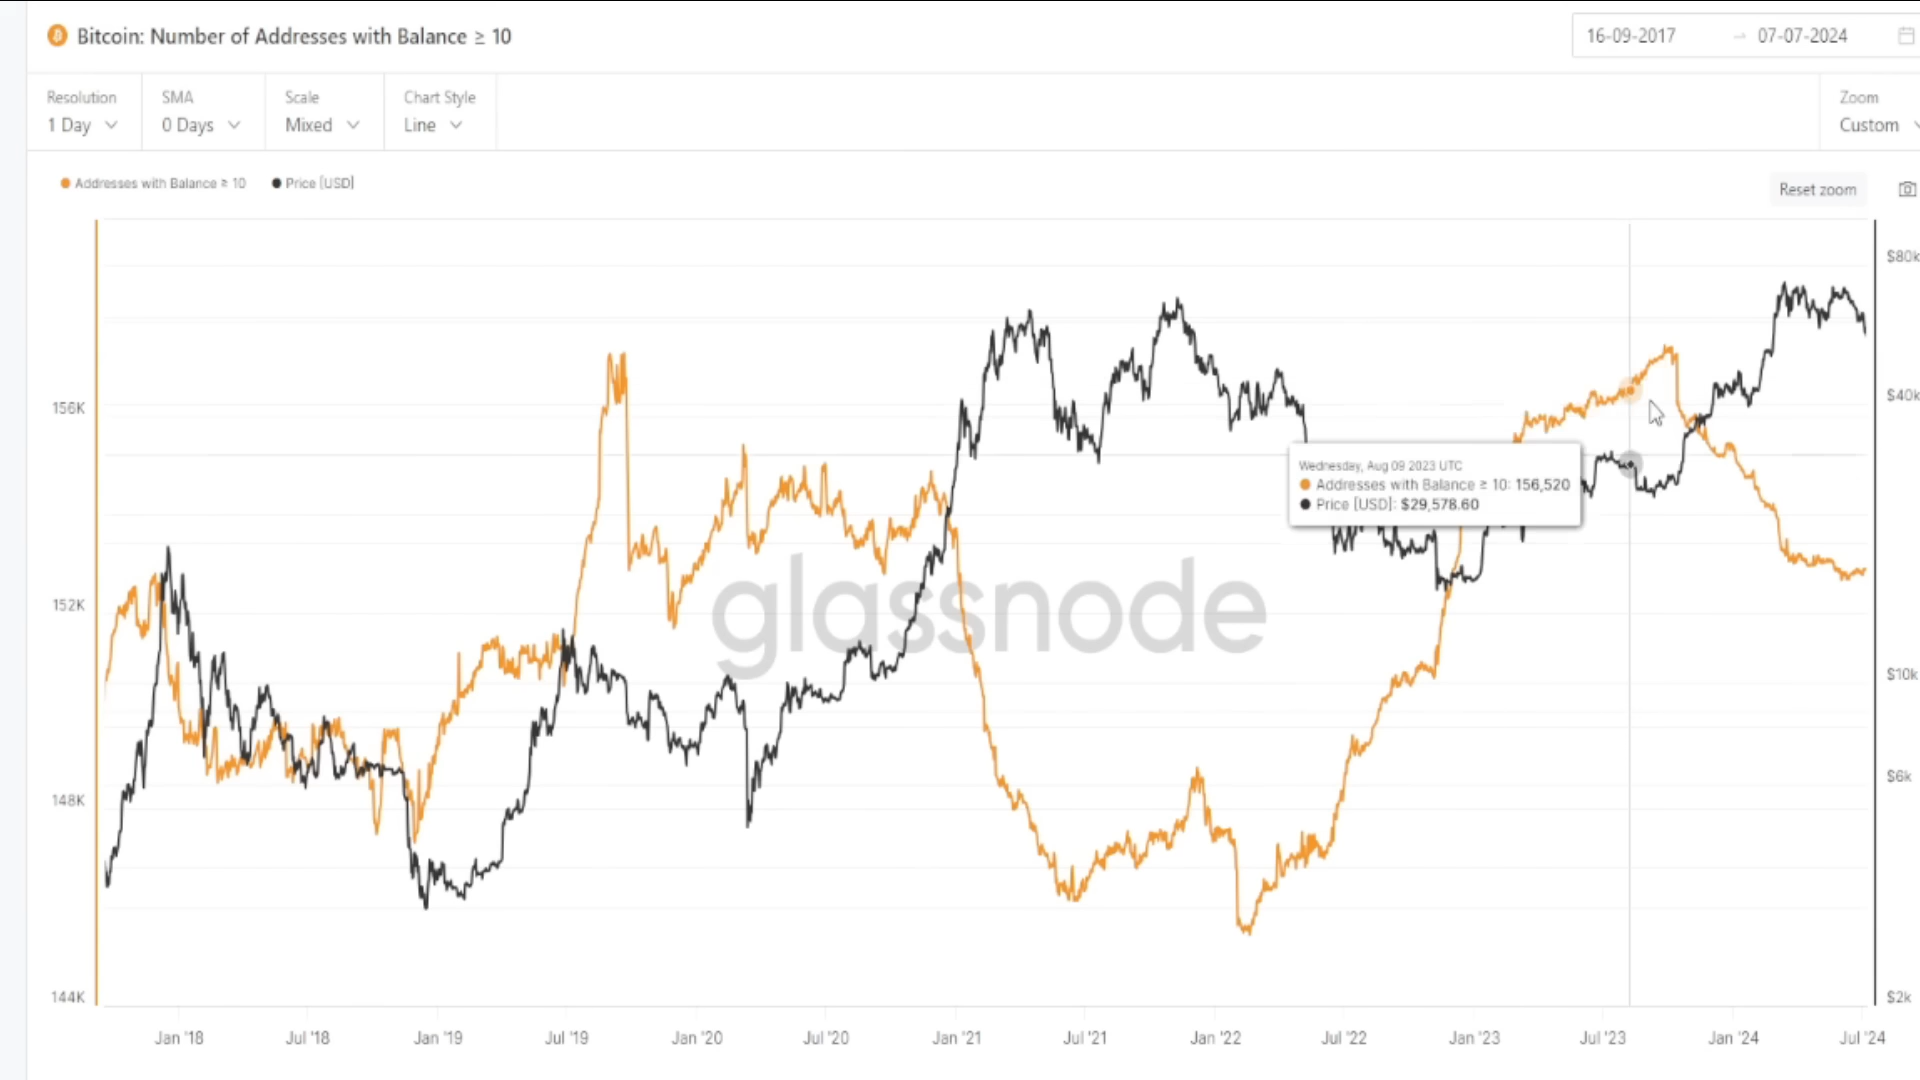 Bitcoin: Number of Addresses with Balance ≥ 10
16-09-2017 → 07-07-2024
Resolution
1 Day
SMA
0 Days
Scale
Mixed
Chart Style
Line
Zoom
Custom
Addresses with Balance ≥ 10 Price [USD]
Reset zoom
$80k
156K
$40k
Wednesday, Aug 09 2023 UTC
Addresses with Balance ≥ 10: 156,520
Price [USD]: $29,578.60
glassnode
152K
$10k
148K
$6k
144K
$2k
Jan '18 Jul '18 Jan '19 Jul '19 Jan '20 Jul '20 Jan '21 Jul '21 Jan '22 Jul '22 Jan '23 Jul '23 Jan '24 Jul '24